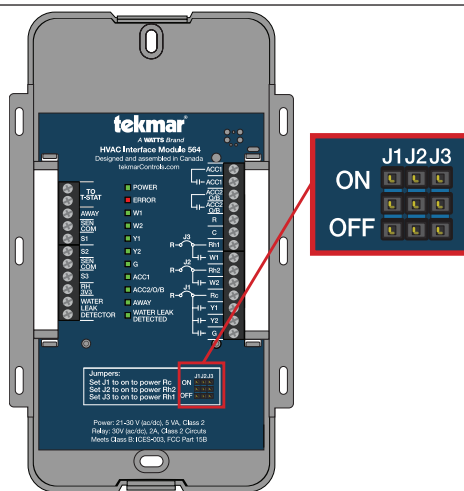 tekmar
A WATTS Brand
HVAC Interface Module 564
Designed and assembled in Canada
tekmarControls.com
TO
T-STAT
AWAY
SEN
COM
S1
S2
SEN
COM
S3
RH
3V3
WATER
LEAK
DETECTOR
POWER
ERROR
W1
W2
Y1
Y2
G
ACC1
ACC2/O/B
AWAY
WATER LEAK
DETECTED
ACC1
ACC1
ACC2
O/B
ACC2
O/B
R
C
J3
R Rh1
W1
J2
R Rh2
W2
J1
R Rc
Y1
Y2
G
Jumpers:
Set J1 to on to power Rc
Set J2 to on to power Rh2
Set J3 to on to power Rh1
J1J2J3
ON
OFF
Power: 21-30 V (ac/dc), 5 VA, Class 2
Relay: 30V (ac/dc), 2A, Class 2 Circuts
Meets Class B: ICES-003, FCC Part 15B
J1J2J3
ON
OFF